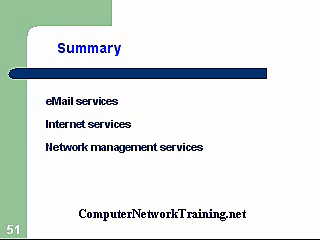 Summary
eMail services
Internet services
Network management services
ComputerNetworkTraining.net
51